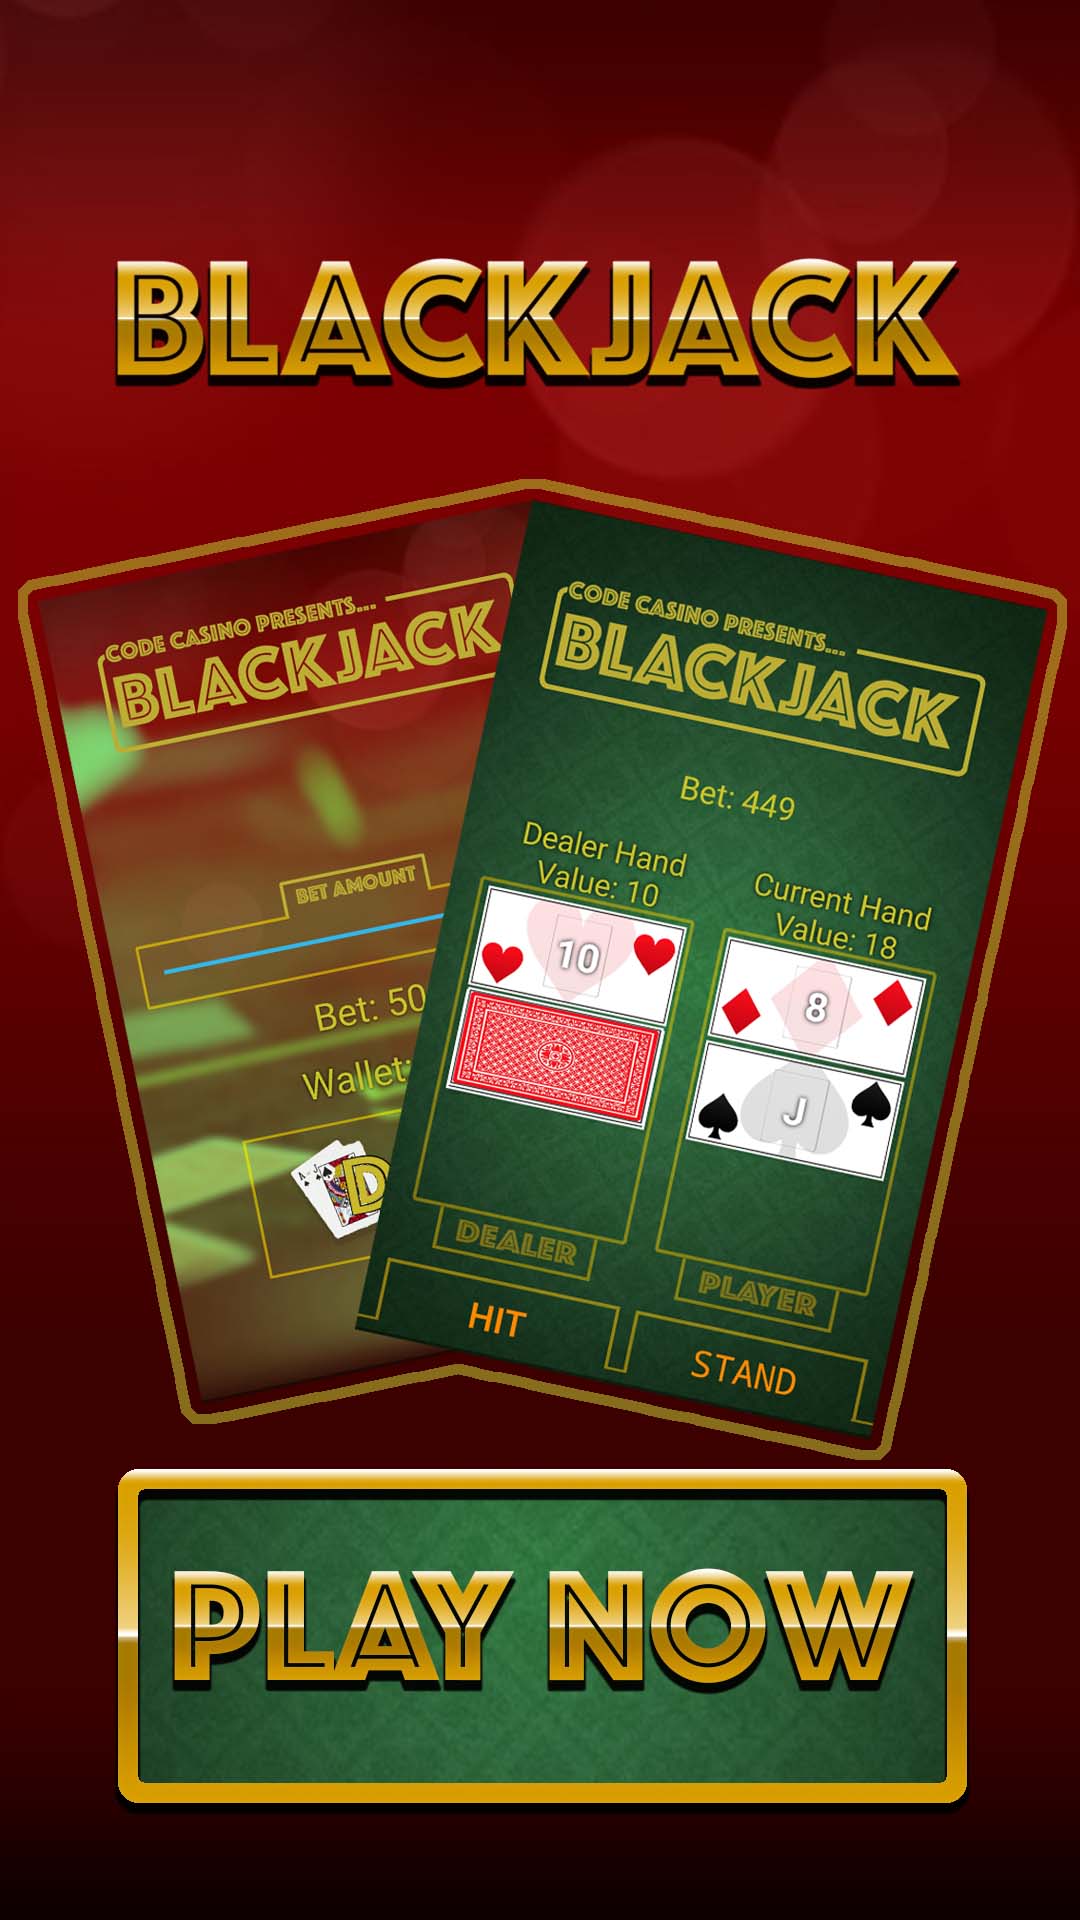 BLACKJACK
CODE CASINO PRESENTS...
BLACKJACK
BET AMOUNT
Bet: 50
Wallet:
A J
D
CODE CASINO PRESENTS...
BLACKJACK
Bet: 449
Dealer Hand
Value: 10
10
DEALER
Current Hand
Value: 18
8
J
PLAYER
HIT
STAND
PLAY NOW